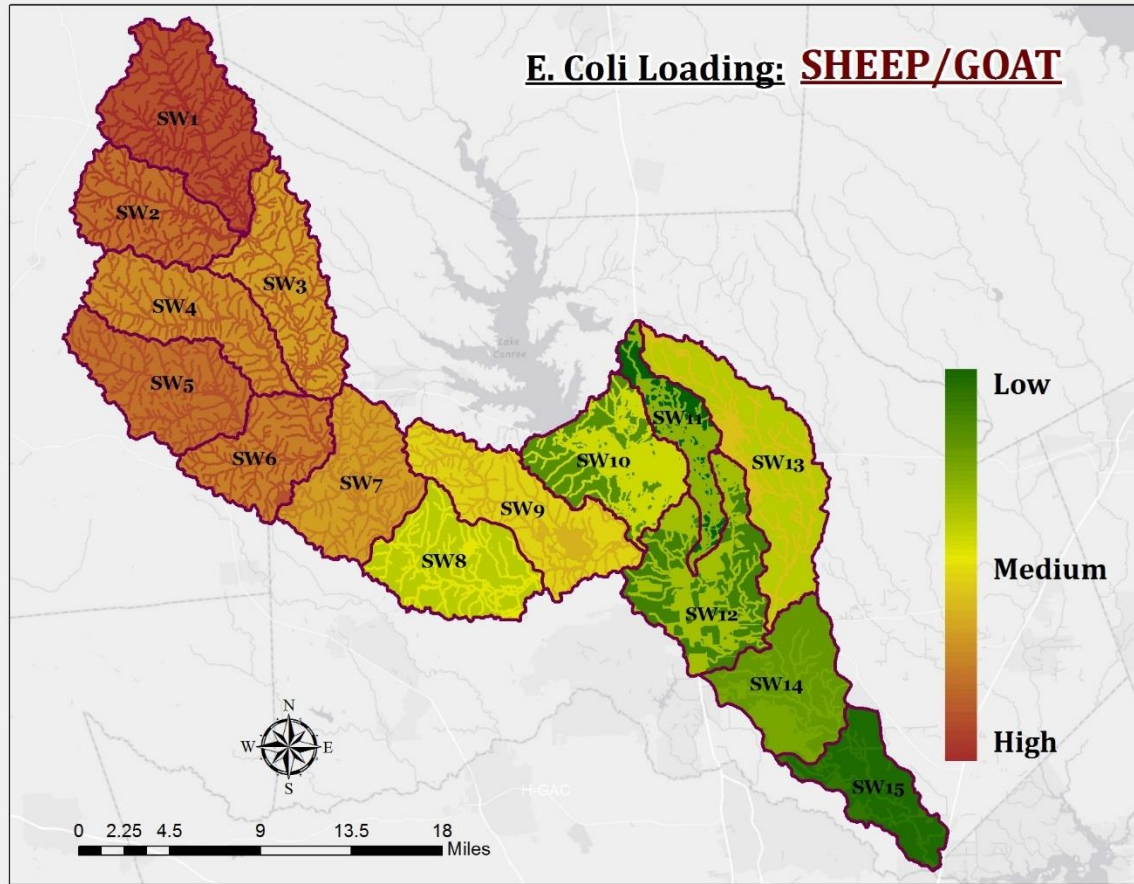 E. Coli Loading: SHEEP/GOAT
SW1
SW2
SW3
SW4
SW5
SW6
SW7
SW8
SW9
SW10
SW11
SW12
SW13
SW14
SW15
Lake
Conroe
Low
Medium
High
N
W E
S
H-GAC
0 2.25 4.5 9 13.5 18
Miles